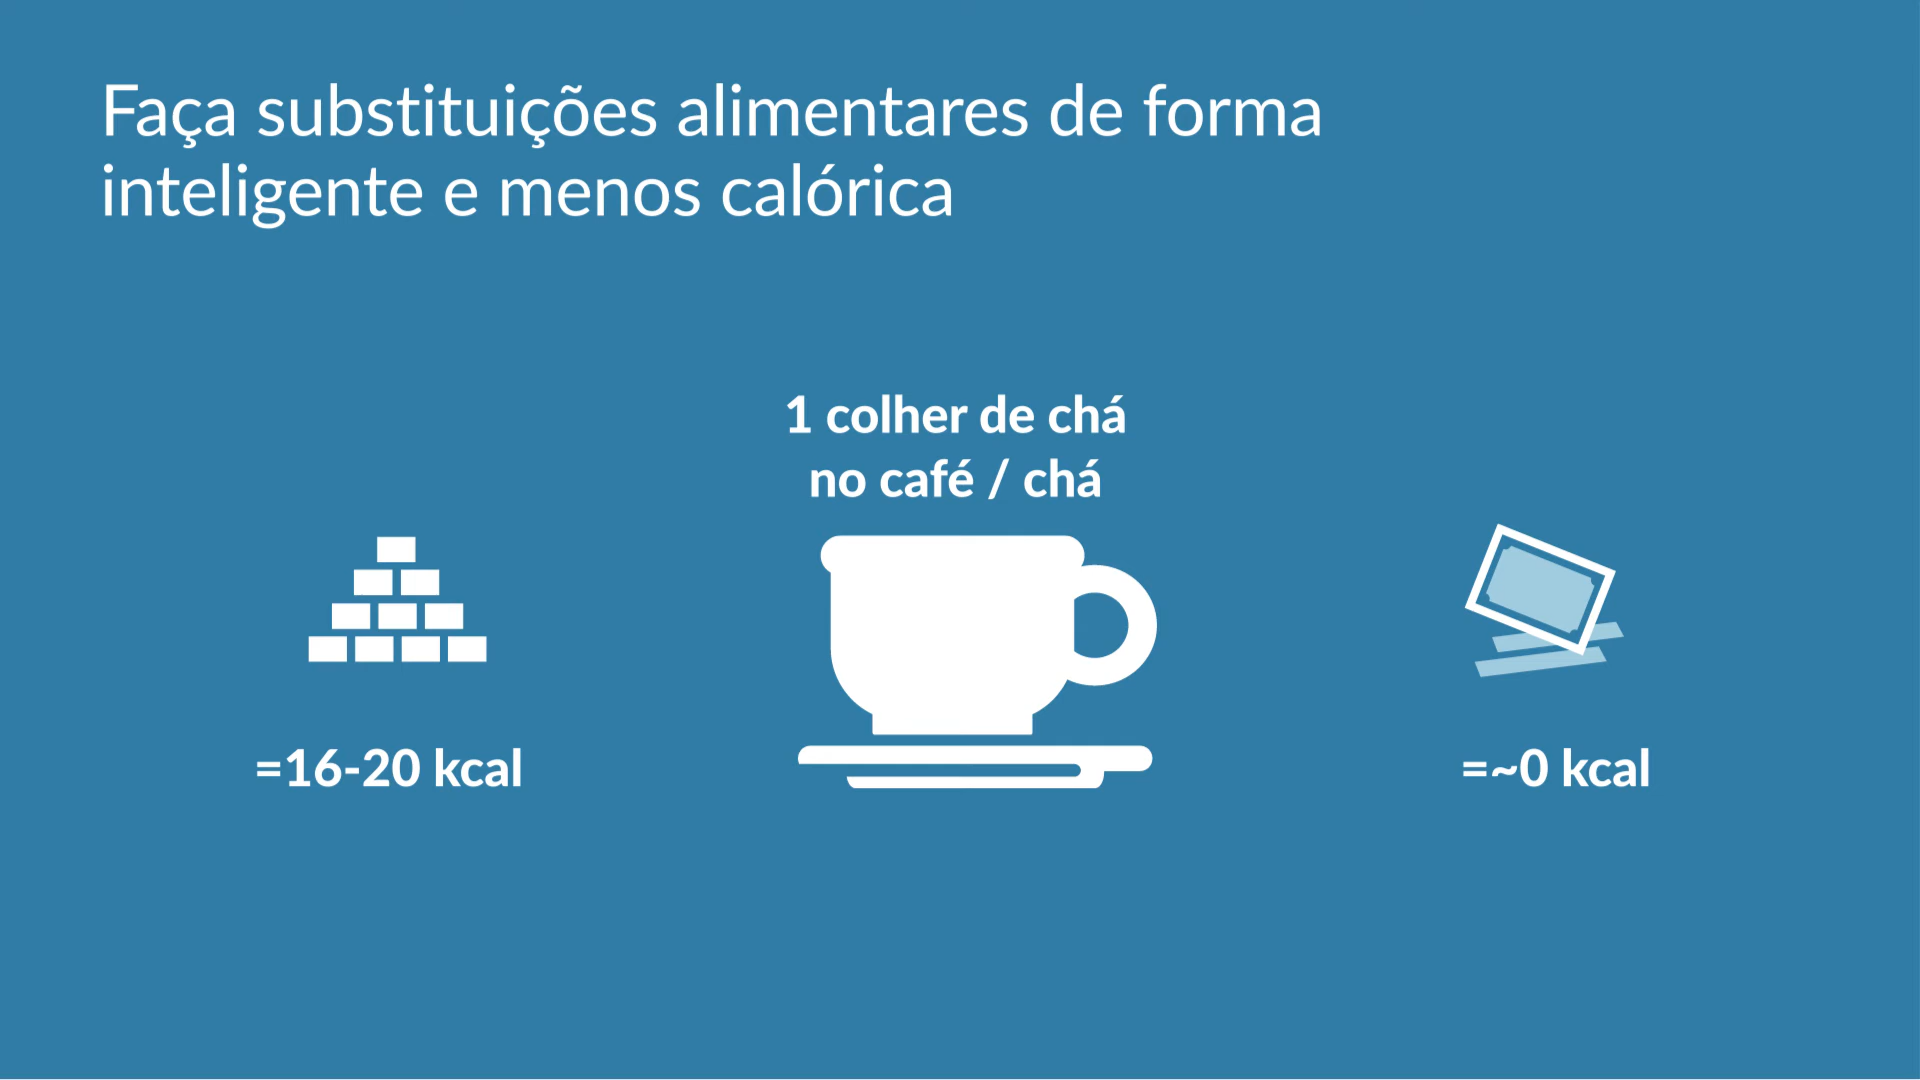 Faça substituições alimentares de forma
inteligente e menos calórica
1 colher de chá
no café / chá
=16-20 kcal
=~0 kcal